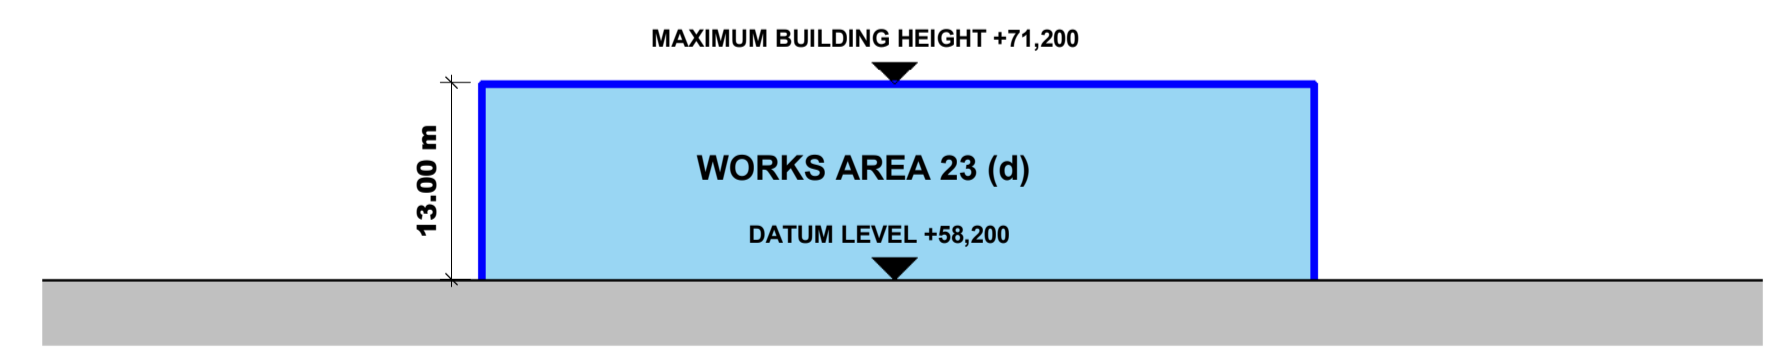 MAXIMUM BUILDING HEIGHT +71,200
13.00 m
WORKS AREA 23 (d)
DATUM LEVEL +58,200